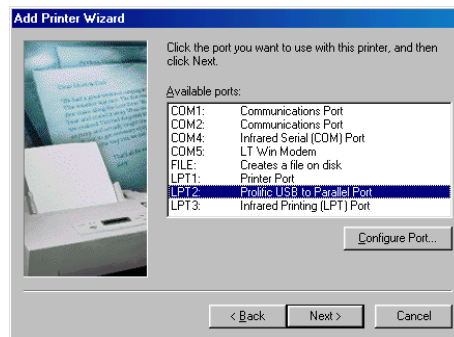 Add Printer Wizard
Click the port you want to use with this printer, and then
click Next.
Available ports:
COM1: Communications Port
COM2: Communications Port
COM4: Infrared Serial (COM) Port
COM5: LT Win Modem
FILE: Creates a file on disk
LPT1: Printer Port
LPT2: Prolific USB to Parallel Port
LPT3: Infrared Printing (LPT) Port
Configure Port...
< Back
Next >
Cancel